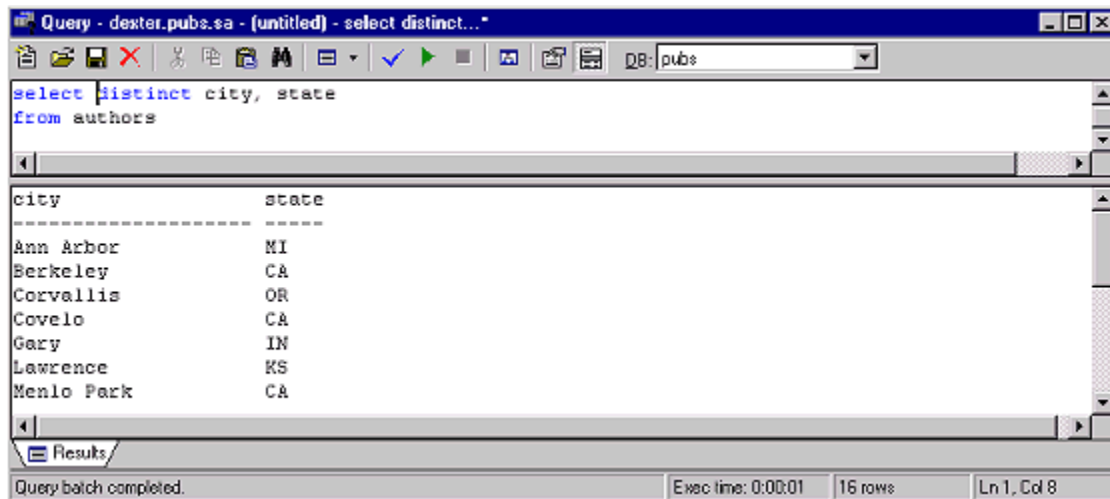 Query - dexter.pubs.sa - (untitled) - select distinct...*
DB: pubs
select distinct city, state
from authors
city state
--------------------- -----
Ann Arbor MI
Berkeley CA
Corvallis OR
Covelo CA
Gary IN
Lawrence KS
Menlo Park CA
Results
Query batch completed. Exec time: 0:00:01 16 rows Ln 1, Col 8